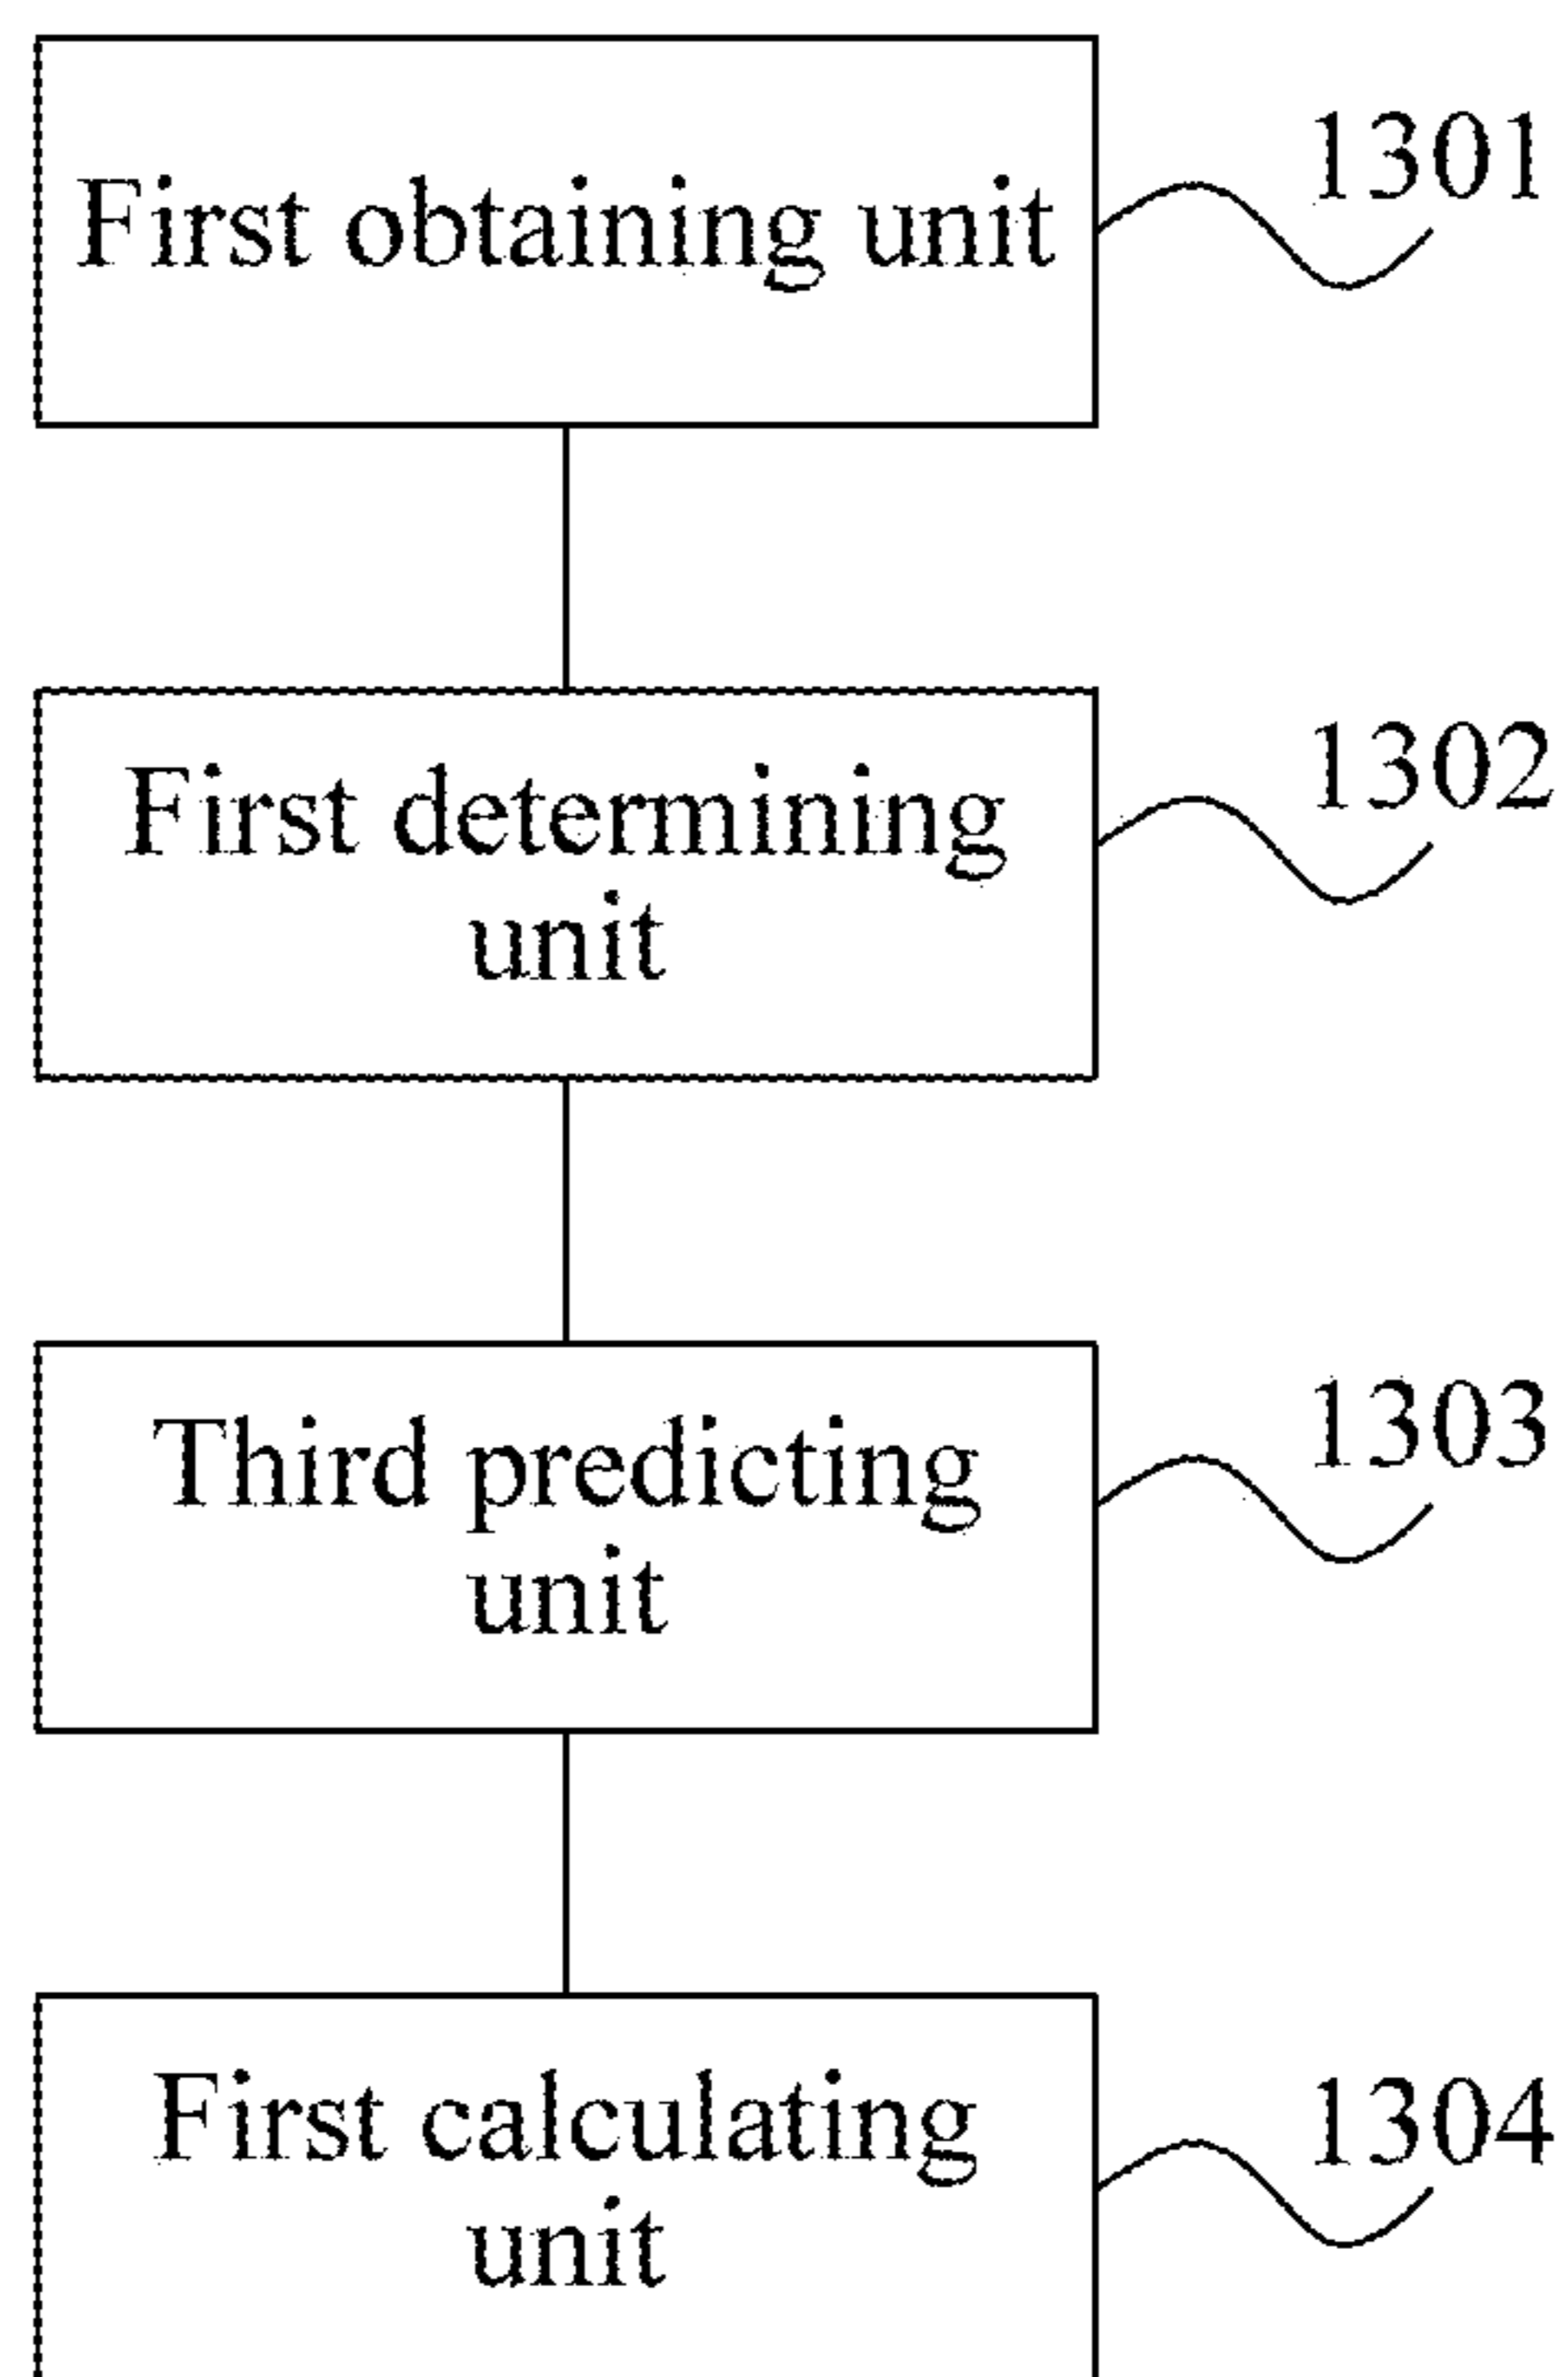 First obtaining unit
1301
First determining
unit
1302
Third predicting
unit
1303
First calculating
unit
1304